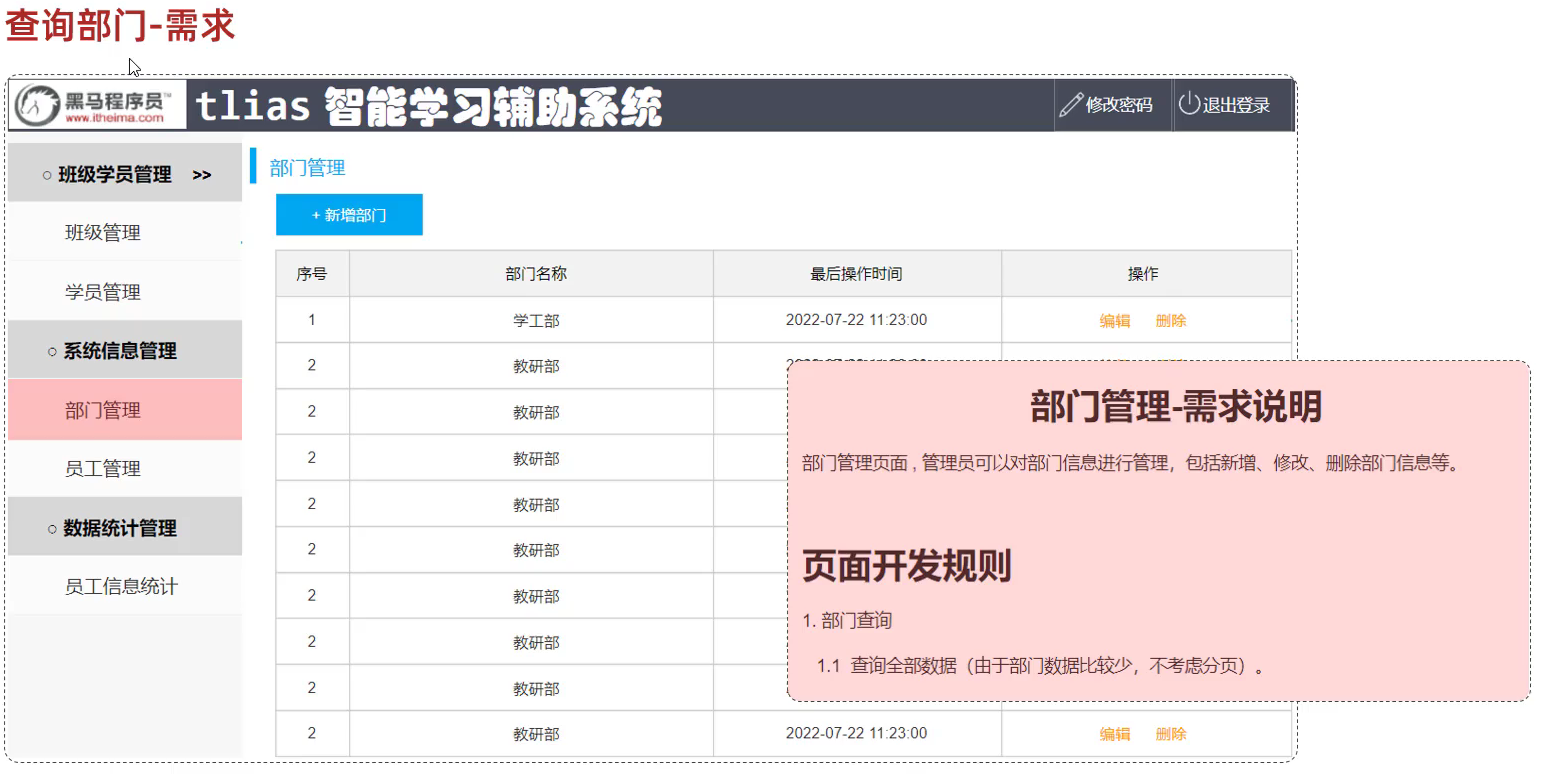 查询部门-需求
黑马程序员™
www.itheima.com
tlias 智能学习辅助系统
修改密码
退出登录
班级学员管理 >>
班级管理
学员管理
系统信息管理
部门管理
员工管理
数据统计管理
员工信息统计
部门管理
+ 新增部门
序号 部门名称 最后操作时间 操作
1 学工部 2022-07-22 11:23:00 编辑 删除
2 教研部
2 教研部
2 教研部
2 教研部
2 教研部
2 教研部
2 教研部
2 教研部
2 教研部 2022-07-22 11:23:00 编辑 删除
部门管理-需求说明
部门管理页面 , 管理员可以对部门信息进行管理，包括新增、修改、删除部门信息等。
页面开发规则
1. 部门查询
1.1 查询全部数据（由于部门数据比较少，不考虑分页）。